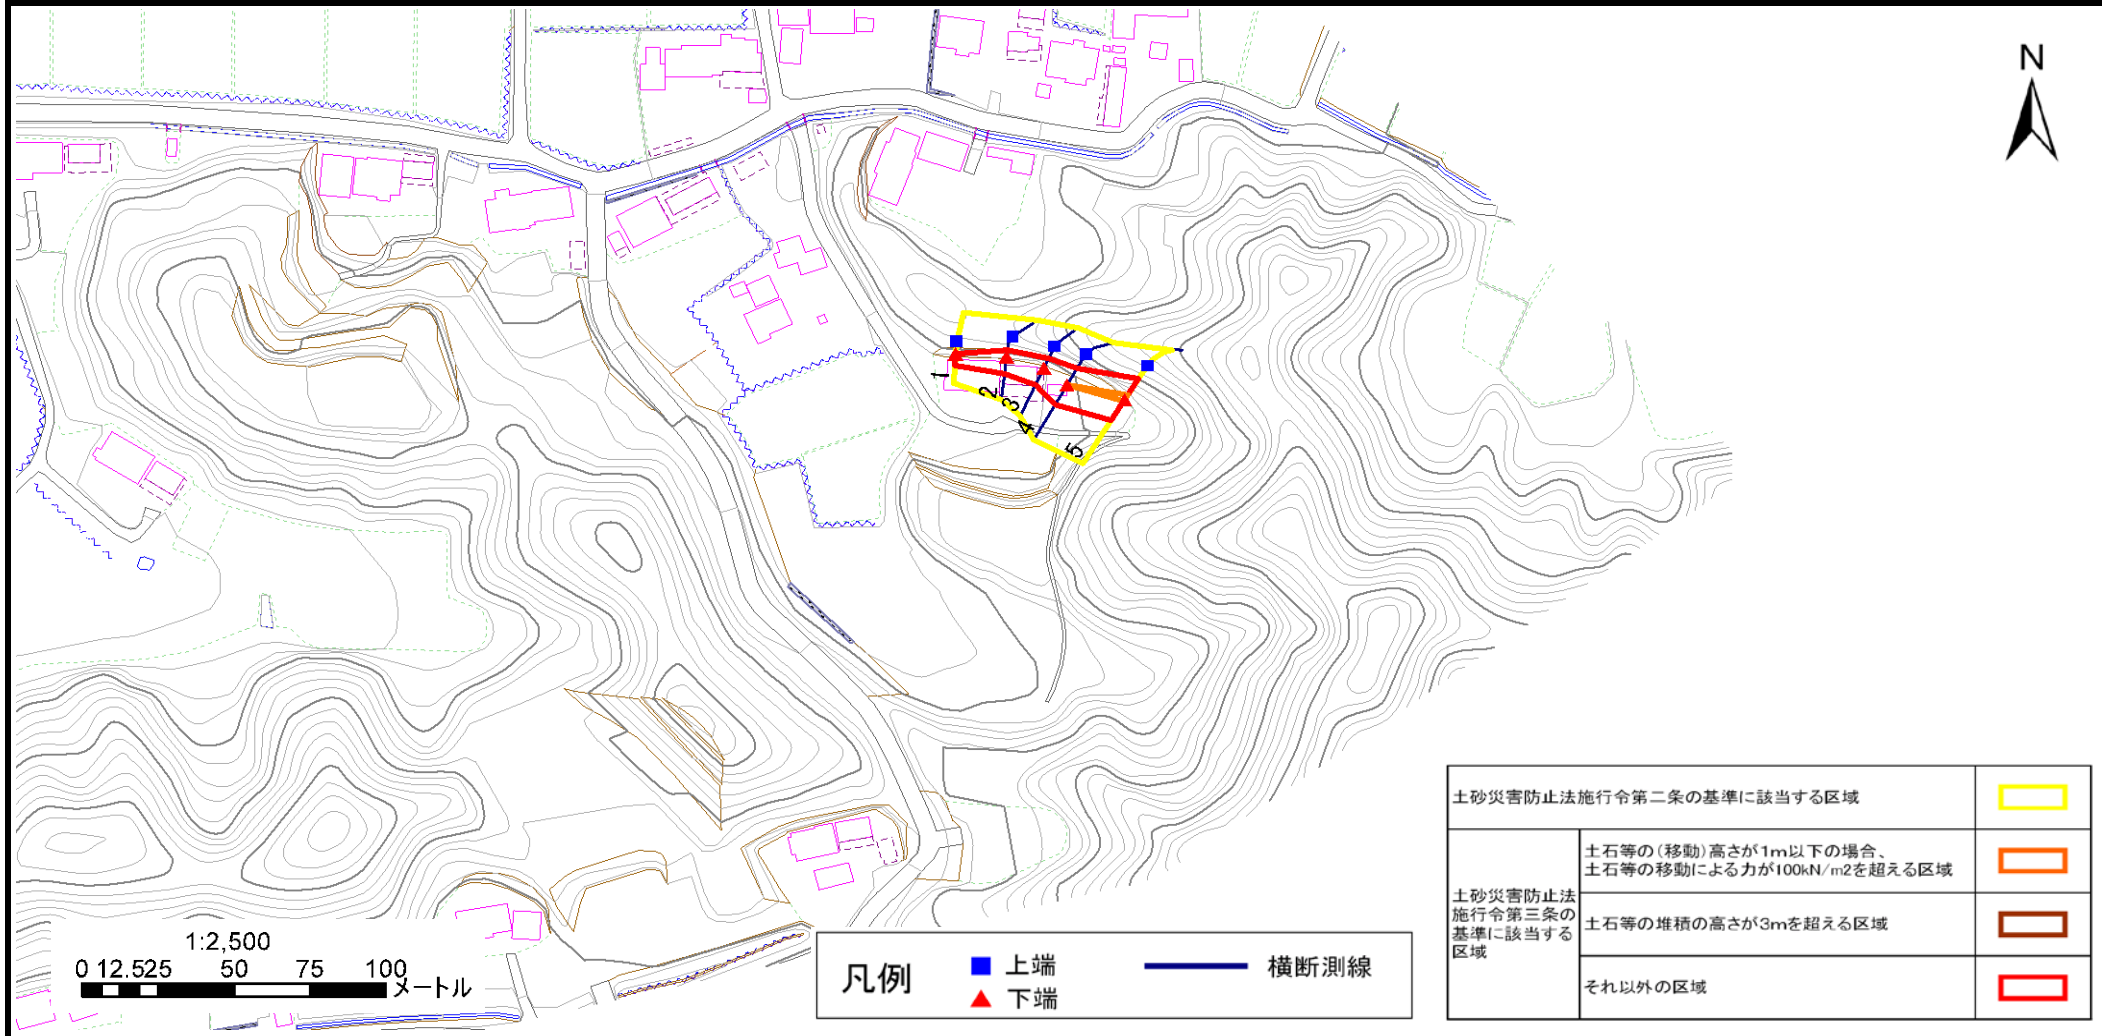 N
1
2
3
4
5
土砂災害防止法施行令第二条の基準に該当する区域
土砂災害防止法
施行令第三条の
基準に該当する
区域
土石等の(移動)高さが1m以下の場合、
土石等の移動による力が100kN/m2を超える区域
土石等の堆積の高さが3mを超える区域
それ以外の区域
1:2,500
0 12.525 50 75 100
メートル
凡例
上端
下端
横断測線